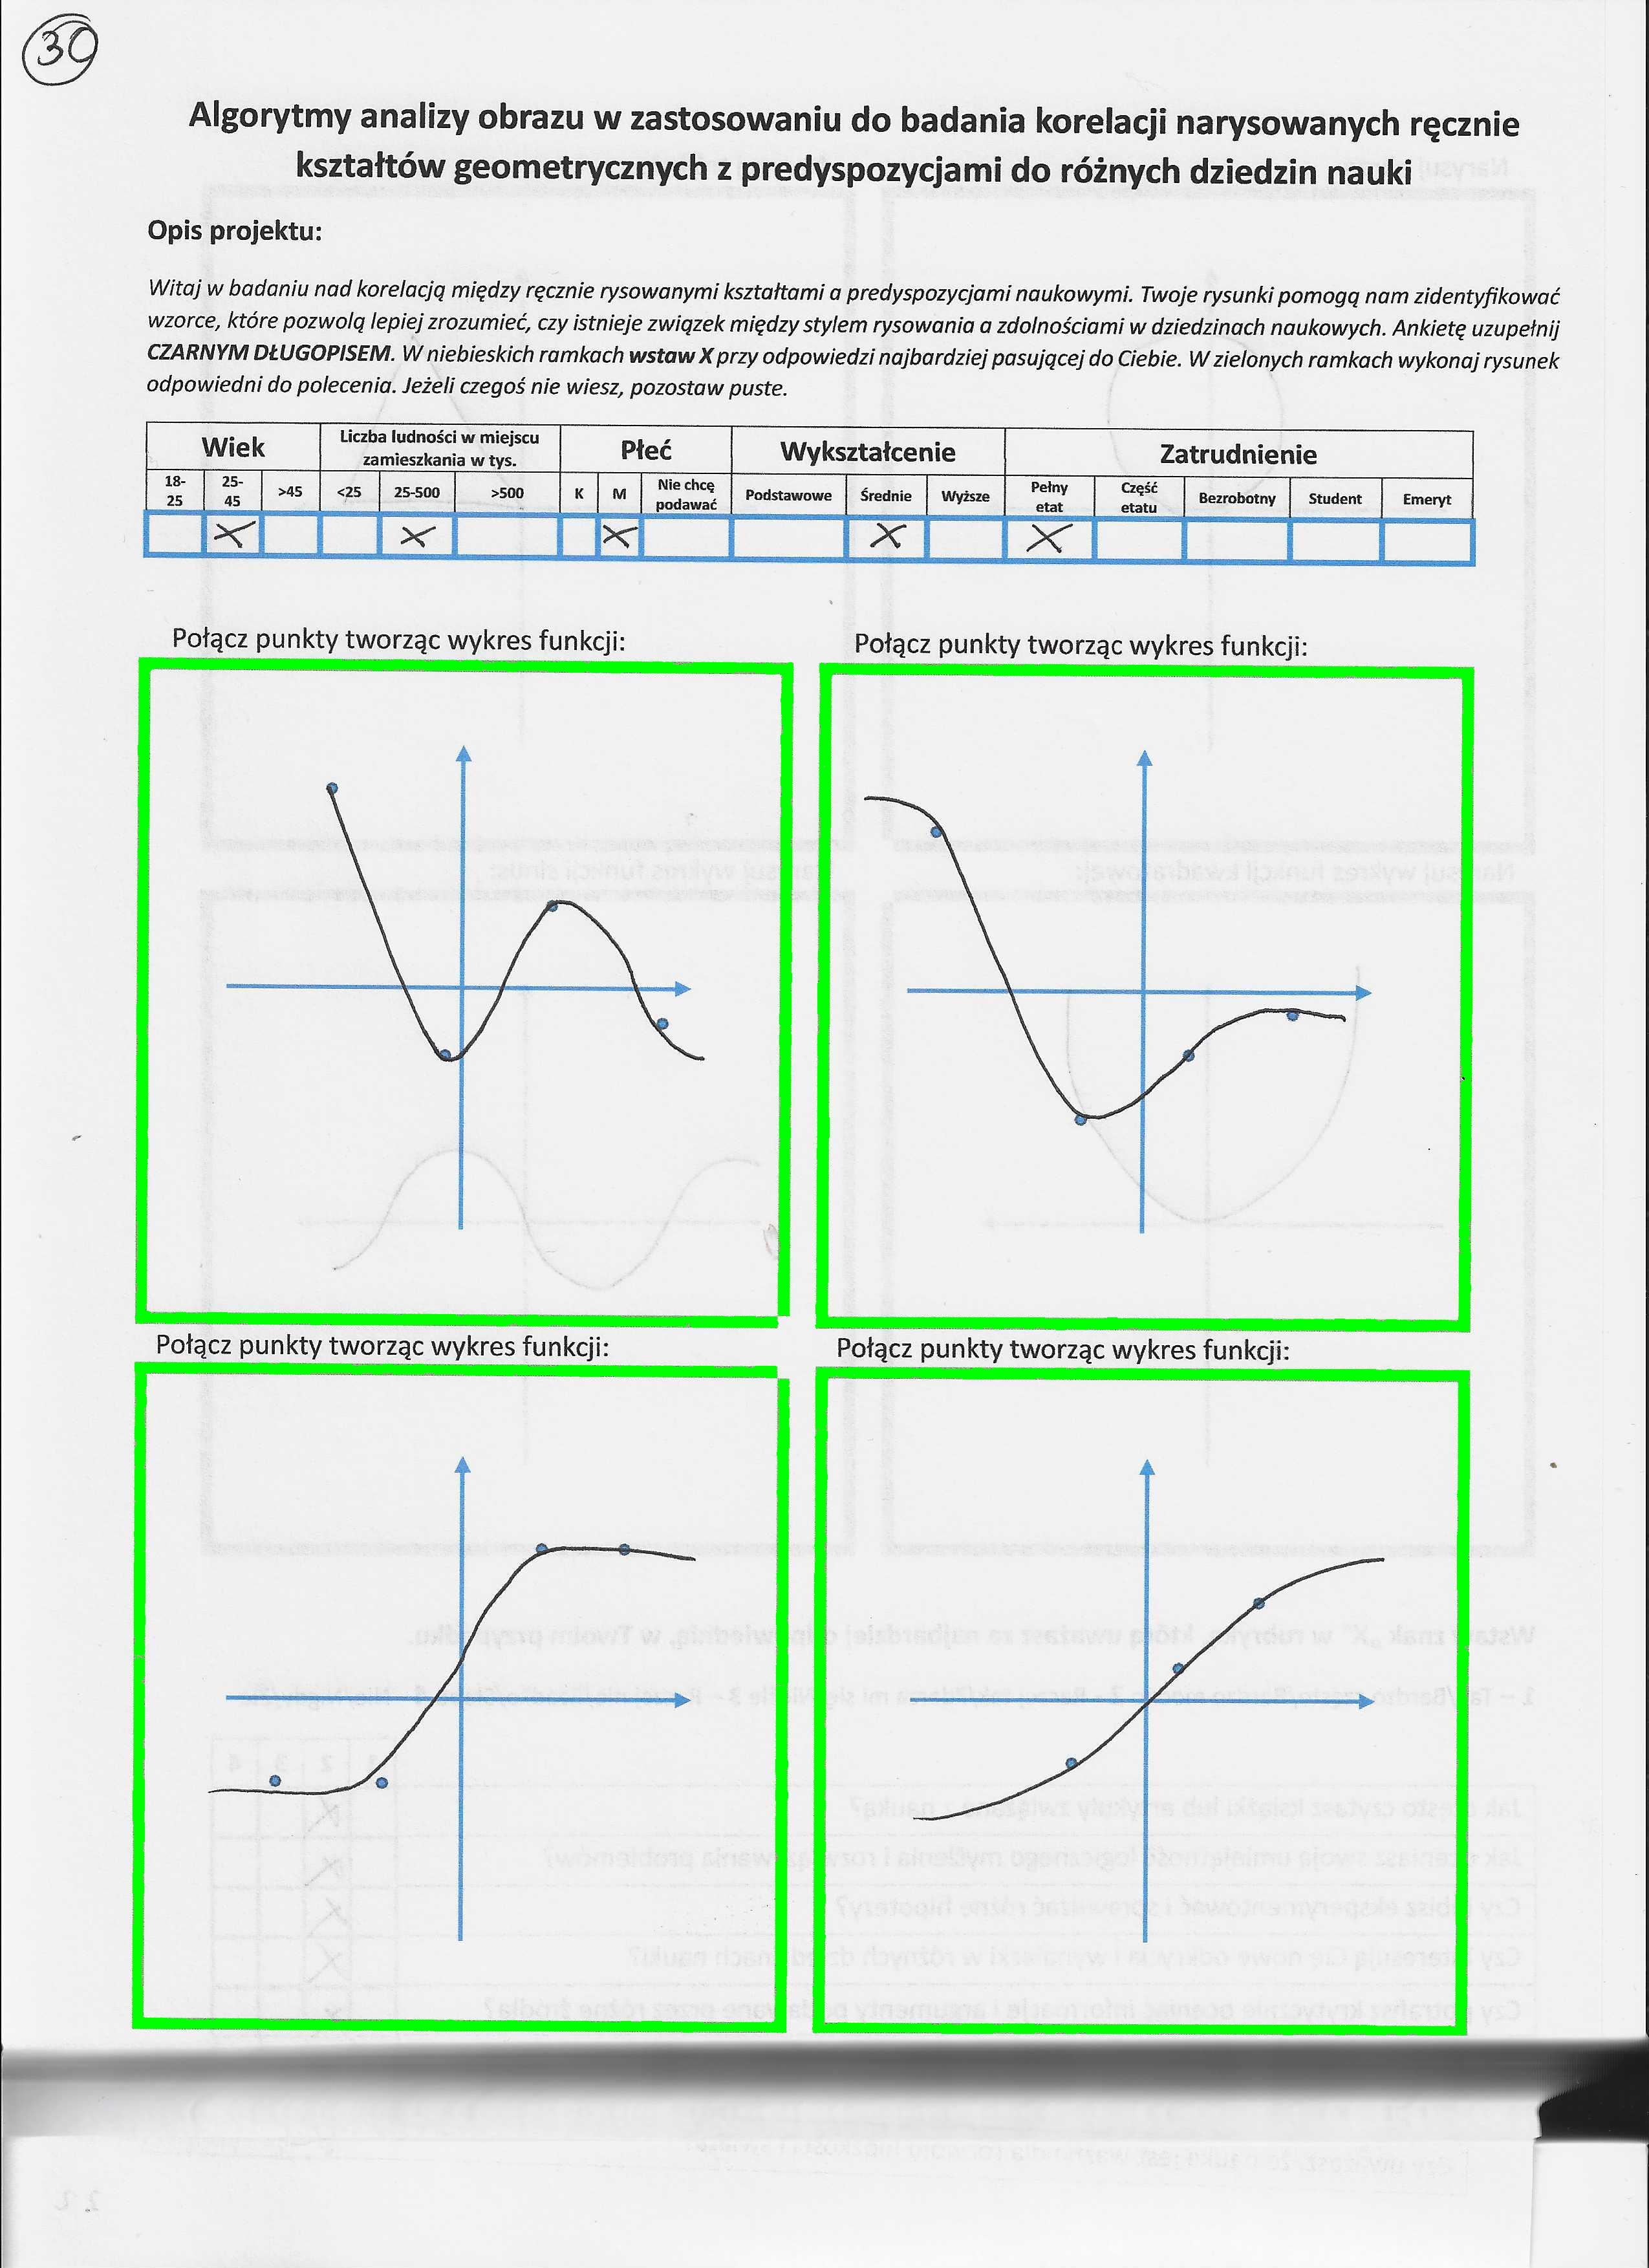 30
Algorytmy analizy obrazu w zastosowaniu do badania korelacji narysowanych ręcznie
kształtów geometrycznych z predyspozycjami do różnych dziedzin nauki
Opis projektu:
Witaj w badaniu nad korelacją między ręcznie rysowanymi kształtami a predyspozycjami naukowymi. Twoje rysunki pomogą nam zidentyfikować
wzorce, które pozwolą lepiej zrozumieć, czy istnieje związek między stylem rysowania a zdolnościami w dziedzinach naukowych. Ankietę uzupełnij
CZARNYM DŁUGOPISEM. W niebieskich ramkach wstaw X przy odpowiedzi najbardziej pasującej do Ciebie. W zielonych ramkach wykonaj rysunek
odpowiedni do polecenia. Jeżeli czegoś nie wiesz, pozostaw puste.
Wiek Liczba ludności w miejscu zamieszkania w tys. Płeć Wykształcenie Zatrudnienie
18-25 25-45 >45 <25 25-500 >500 K M Nie chcę podawać Podstawowe Średnie Wyższe Pełny etat Część etatu Bezrobotny Student Emeryt
X X X X X
Połącz punkty tworząc wykres funkcji: Połącz punkty tworząc wykres funkcji:
Połącz punkty tworząc wykres funkcji: Połącz punkty tworząc wykres funkcji: